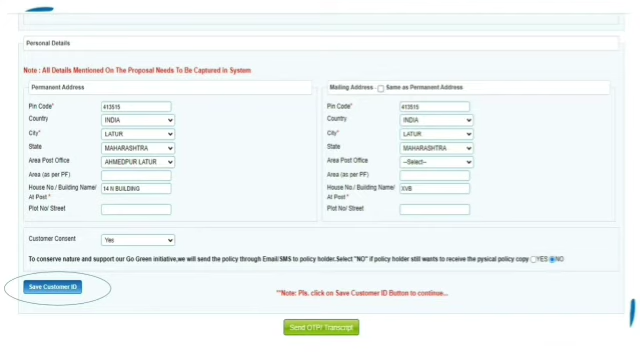 Personal Details
Note : All Details Mentioned On The Proposal Needs To Be Captured in System
Permanent Address
Pin Code* 413515
Country INDIA
City* LATUR
State MAHARASHTRA
Area Post Office AHMEDPUR LATUR
Area (as per PF)
House No./ Building Name/ 14 N BUILDING
At Post *
Plot No/ Street
Mailing Address - Same as Permanent Address
Pin Code* 413515
Country INDIA
City* LATUR
State MAHARASHTRA
Area Post Office --Select--
Area (as per PF)
House No./ Building Name/ XVB
At Post *
Plot No/ Street
Customer Consent Yes
To conserve nature and support our Go Green initiative,we will send the policy through Email/SMS to policy holder.Select "NO" if policy holder still wants to receive the pysical policy copy YES NO
Save Customer ID
**Note: Pls. click on Save Customer ID Button to continue...
Send OTP/ Transcript